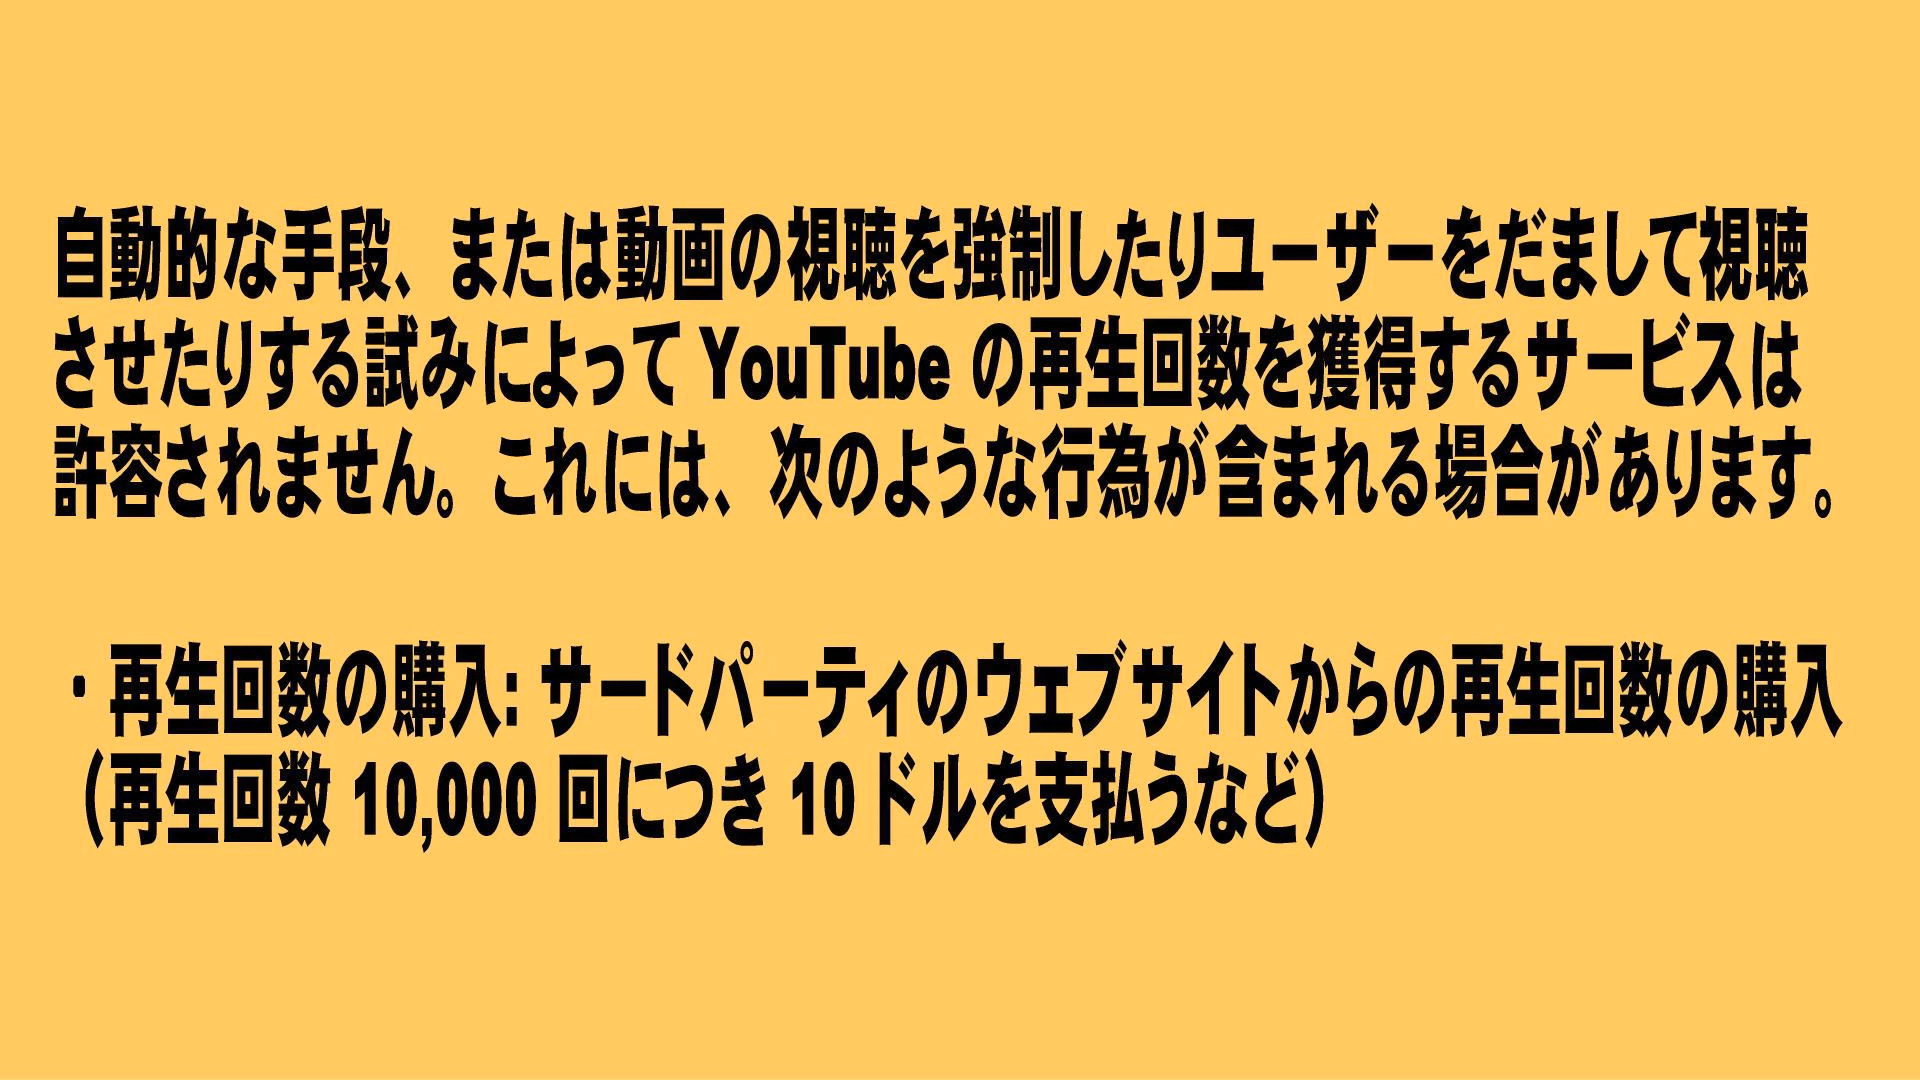 自動的な手段、または動画の視聴を強制したりユーザーをだまして視聴
させたりする試みによって YouTube の再生回数を獲得するサービスは
許容されません。これには、次のような行為が含まれる場合があります。
・再生回数の購入: サードパーティのウェブサイトからの再生回数の購入
（再生回数 10,000 回につき 10ドルを支払うなど）